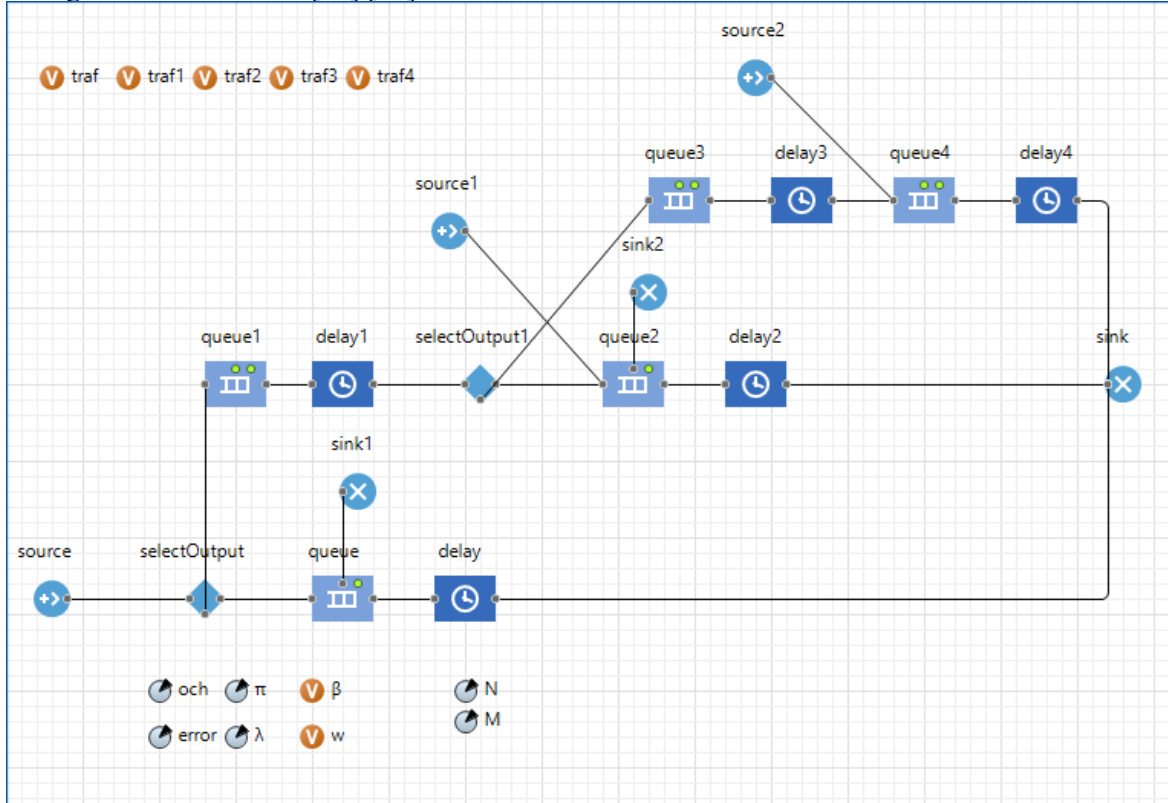 source2
traf traf1 traf2 traf3 traf4
queue3 delay3 queue4 delay4
source1
sink2
queue1 delay1 selectOutput1 queue2 delay2 sink
sink1
source selectOutput queue delay
och π β N
M
error λ w